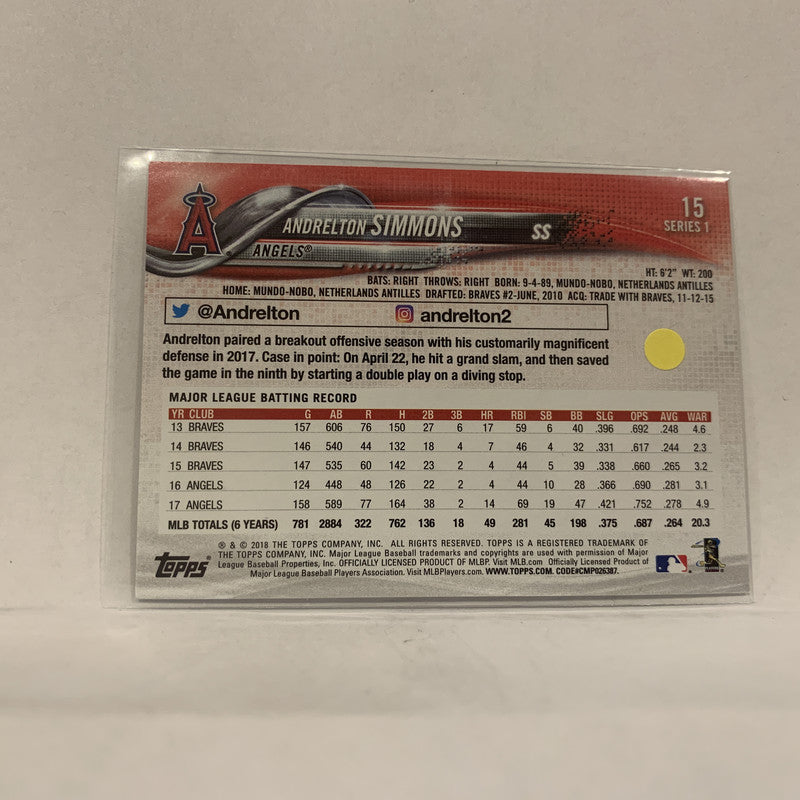 A
ANDRELTON SIMMONS SS
ANGELS®
15
SERIES 1
HT: 6'2" WT: 200
BATS: RIGHT THROWS: RIGHT BORN: 9-4-89, MUNDO-NOBO, NETHERLANDS ANTILLES
HOME: MUNDO-NOBO, NETHERLANDS ANTILLES DRAFTED: BRAVES #2-JUNE, 2010 ACQ: TRADE WITH BRAVES, 11-12-15
@Andrelton andrelton2
Andrelton paired a breakout offensive season with his customarily magnificent
defense in 2017. Case in point: On April 22, he hit a grand slam, and then saved
the game in the ninth by starting a double play on a diving stop.
MAJOR LEAGUE BATTING RECORD
YR CLUB G AB R H 2B 3B HR RBI SB BB SLG OPS AVG WAR
13 BRAVES 157 606 76 150 27 6 17 59 6 40 .396 .692 .248 4.6
14 BRAVES 146 540 44 132 18 4 7 46 4 32 .331 .617 .244 2.3
15 BRAVES 147 535 60 142 23 2 4 44 5 39 .338 .660 .265 3.2
16 ANGELS 124 448 48 126 22 2 4 44 10 28 .366 .690 .281 3.1
17 ANGELS 158 589 77 164 38 2 14 69 19 47 .421 .752 .278 4.9
MLB TOTALS (6 YEARS) 781 2884 322 762 136 18 49 281 45 198 .375 .687 .264 20.3
® & © 2018 THE TOPPS COMPANY, INC. ALL RIGHTS RESERVED. TOPPS IS A REGISTERED TRADEMARK OF
THE TOPPS COMPANY, INC. Major League Baseball trademarks and copyrights are used with permission of Major
League Baseball Properties, Inc. OFFICIALLY LICENSED PRODUCT OF MLBP. Visit MLB.com Officially Licensed Product of
Major League Baseball Players Association. Visit MLBPlayers.com. WWW.TOPPS.COM. CODE#CMP026387.
Topps